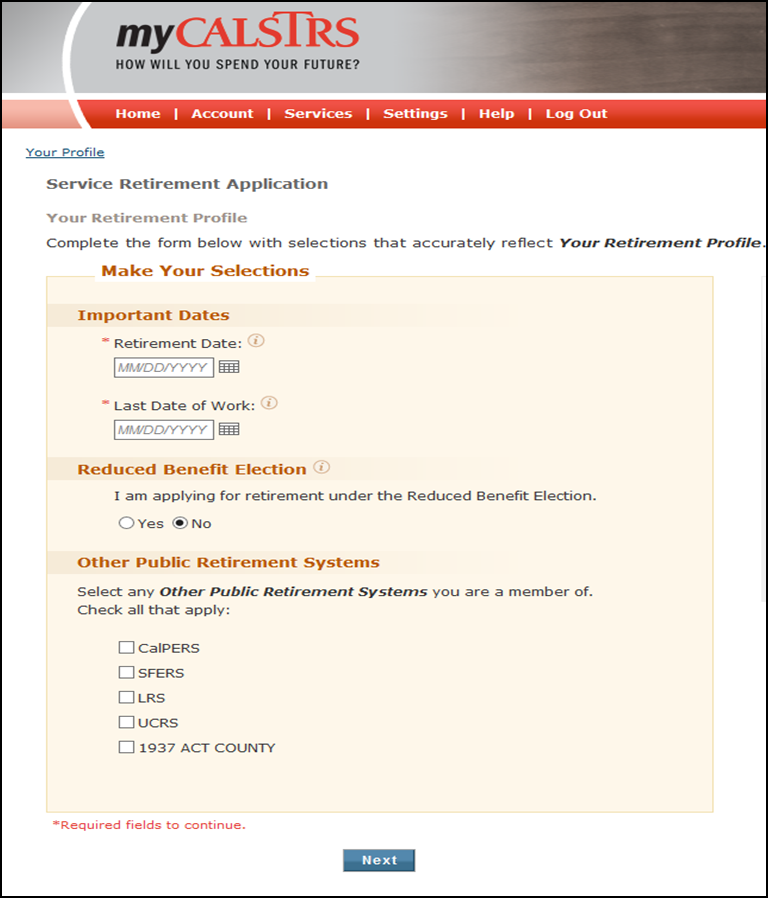 myCALSTRS
HOW WILL YOU SPEND YOUR FUTURE?
Home | Account | Services | Settings | Help | Log Out
Your Profile
Service Retirement Application
Your Retirement Profile
Complete the form below with selections that accurately reflect Your Retirement Profile.
Make Your Selections
Important Dates
* Retirement Date: i
MM/DD/YYYY
* Last Date of Work: i
MM/DD/YYYY
Reduced Benefit Election i
I am applying for retirement under the Reduced Benefit Election.
Yes No
Other Public Retirement Systems
Select any Other Public Retirement Systems you are a member of.
Check all that apply:
CalPERS
SFERS
LRS
UCRS
1937 ACT COUNTY
*Required fields to continue.
Next